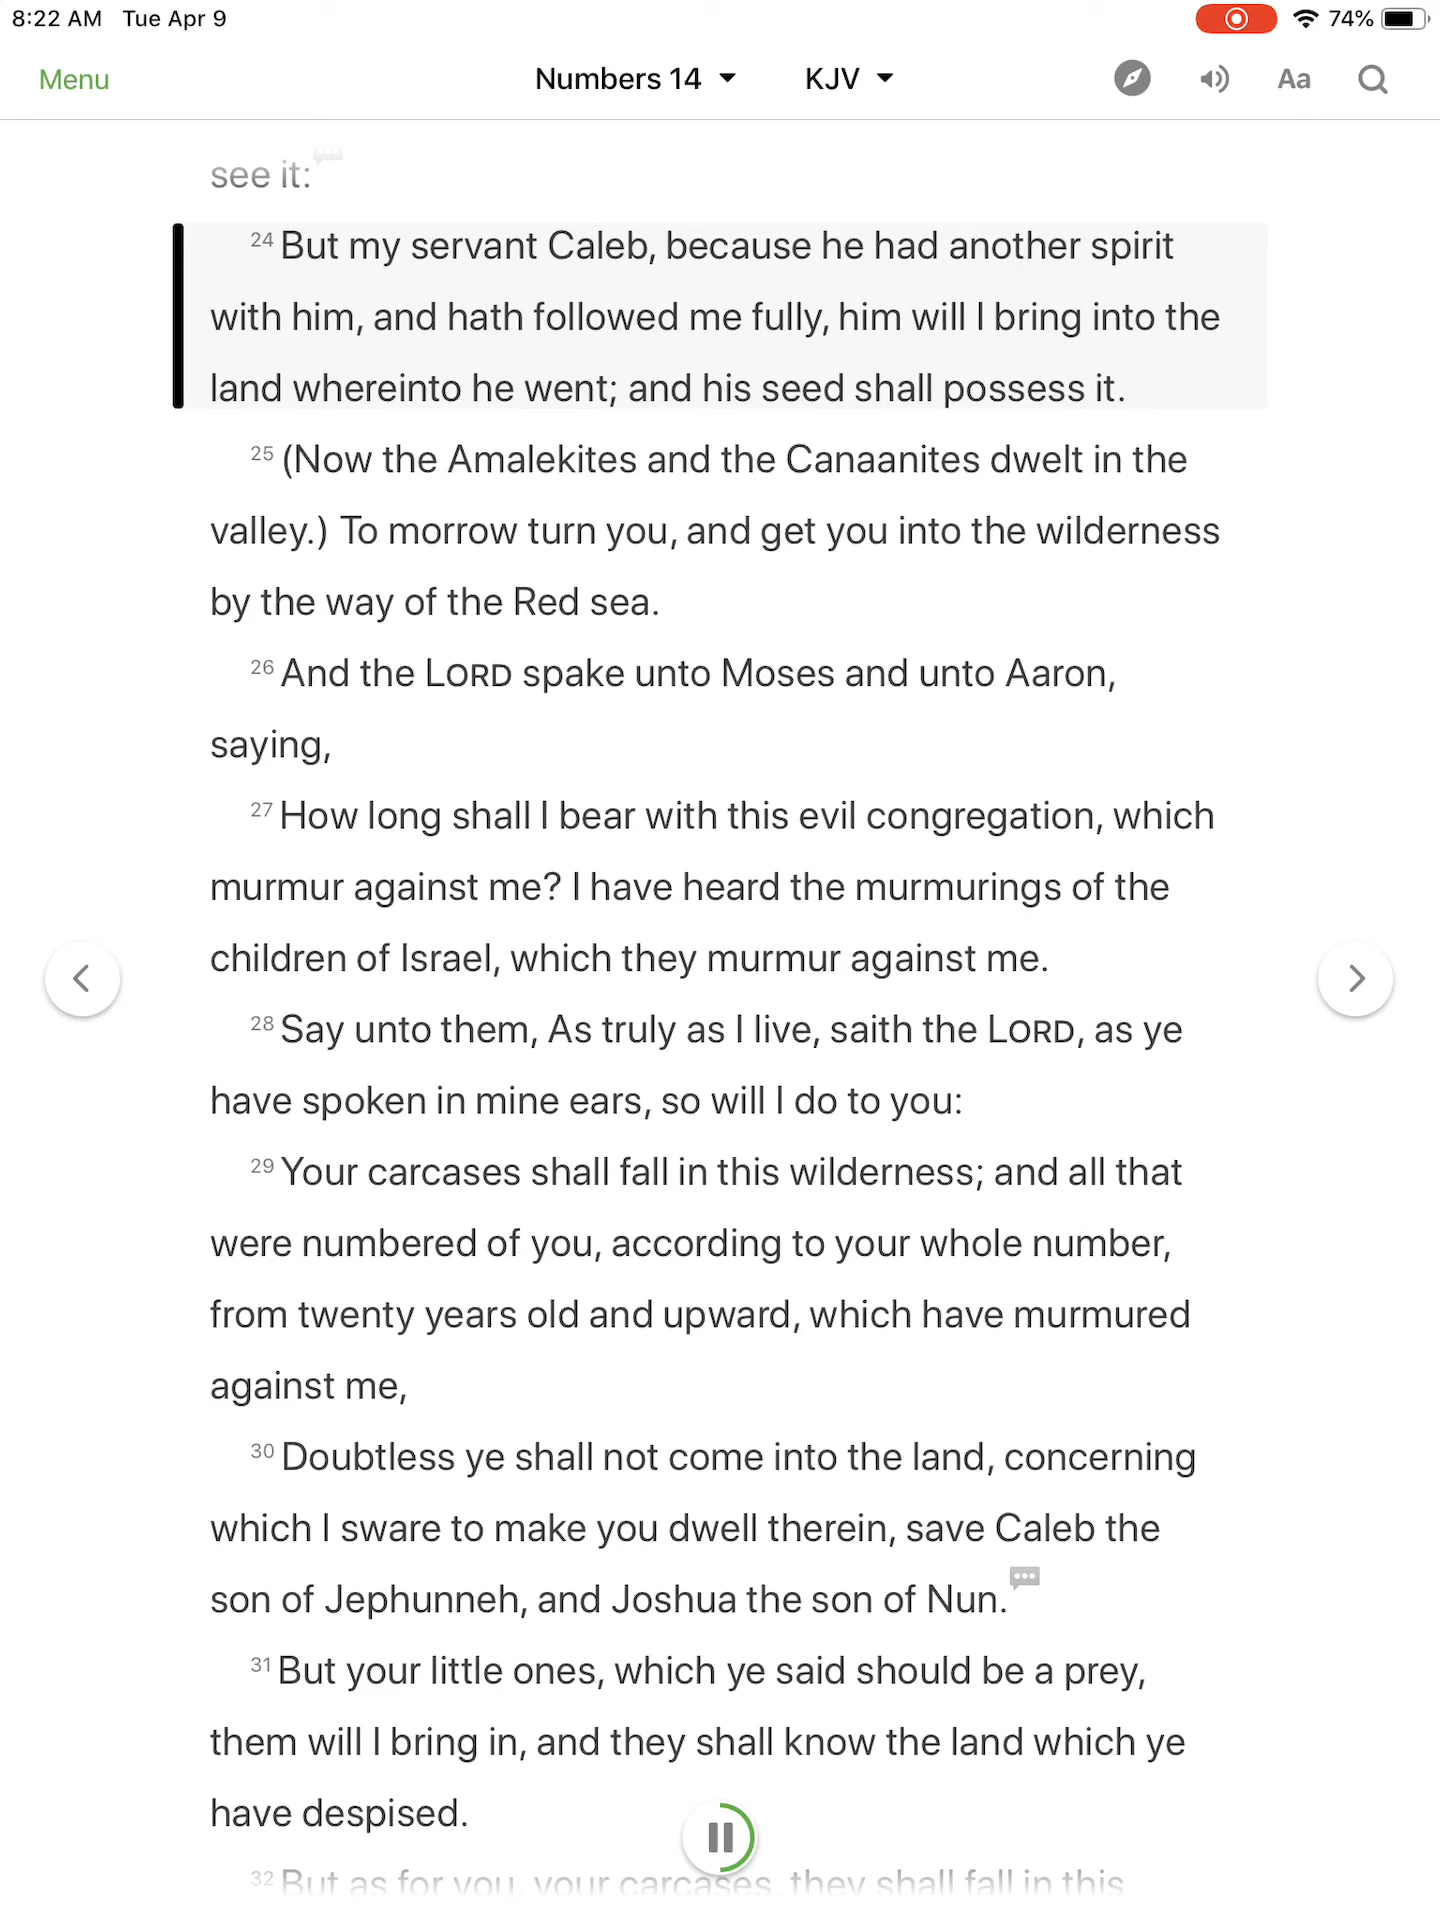 8:22 AM Tue Apr 9 74%
Menu Numbers 14 KJV Aa
see it:
24 But my servant Caleb, because he had another spirit
with him, and hath followed me fully, him will I bring into the
land whereinto he went; and his seed shall possess it.
25 (Now the Amalekites and the Canaanites dwelt in the
valley.) To morrow turn you, and get you into the wilderness
by the way of the Red sea.
26 And the LORD spake unto Moses and unto Aaron,
saying,
27 How long shall I bear with this evil congregation, which
murmur against me? I have heard the murmurings of the
children of Israel, which they murmur against me.
28 Say unto them, As truly as I live, saith the LORD, as ye
have spoken in mine ears, so will I do to you:
29 Your carcases shall fall in this wilderness; and all that
were numbered of you, according to your whole number,
from twenty years old and upward, which have murmured
against me,
30 Doubtless ye shall not come into the land, concerning
which I sware to make you dwell therein, save Caleb the
son of Jephunneh, and Joshua the son of Nun.
31 But your little ones, which ye said should be a prey,
them will I bring in, and they shall know the land which ye
have despised.
32 But as for you, your carcases, they shall fall in this